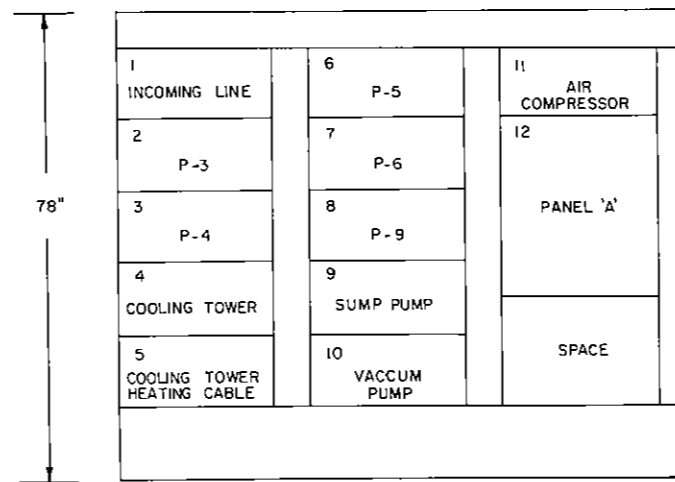 78"
1
INCOMING LINE
2
P-3
3
P-4
4
COOLING TOWER
5
COOLING TOWER
HEATING CABLE
6
P-5
7
P-6
8
P-9
9
SUMP PUMP
10
VACCUM
PUMP
11
AIR
COMPRESSOR
12
PANEL 'A'
SPACE